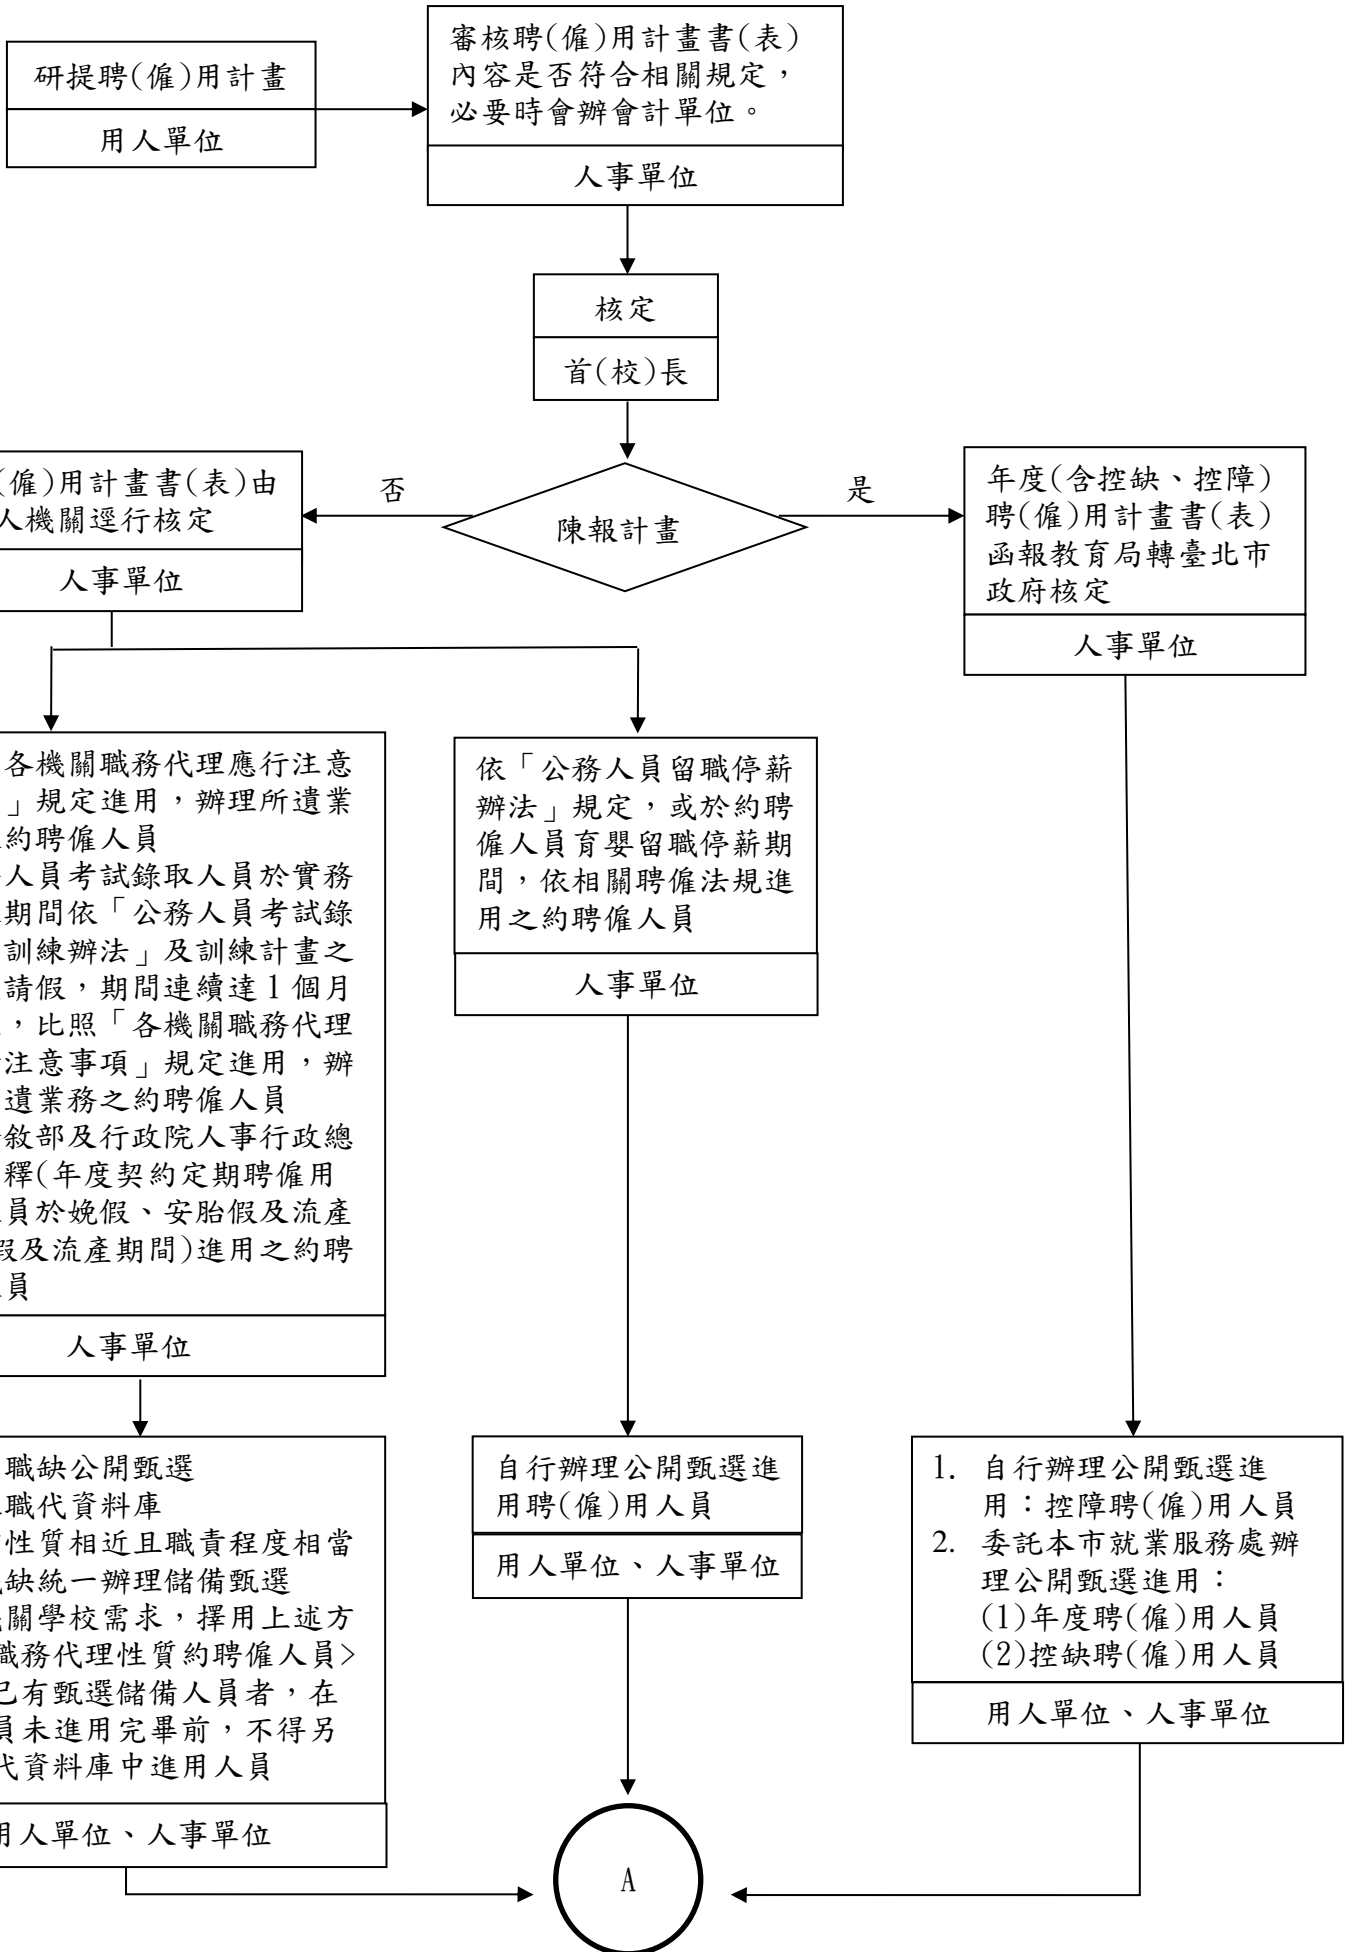 研提聘(僱)用計畫
用人單位
審核聘(僱)用計畫書(表)
內容是否符合相關規定，
必要時會辦會計單位。
人事單位
核定
首(校)長
陳報計畫
否
是
(僱)用計畫書(表)由
人機關逕行核定
人事單位
年度(含控缺、控障)
聘(僱)用計畫書(表)
函報教育局轉臺北市
政府核定
人事單位
各機關職務代理應行注意
」規定進用，辦理所遺業
約聘僱人員
人員考試錄取人員於實務
期間依「公務人員考試錄
訓練辦法」及訓練計畫之
請假，期間連續達1個月
，比照「各機關職務代理
注意事項」規定進用，辦
遺業務之約聘僱人員
敘部及行政院人事行政總
釋(年度契約定期聘僱用
員於娩假、安胎假及流產
假及流產期間)進用之約聘
員
人事單位
依「公務人員留職停薪
辦法」規定，或於約聘
僱人員育嬰留職停薪期
間，依相關聘僱法規進
用之約聘僱人員
人事單位
職缺公開甄選
職代資料庫
性質相近且職責程度相當
缺統一辦理儲備甄選
關學校需求，擇用上述方
職務代理性質約聘僱人員>
已有甄選儲備人員者，在
員未進用完畢前，不得另
代資料庫中進用人員
用人單位、人事單位
自行辦理公開甄選進
用聘(僱)用人員
用人單位、人事單位
1. 自行辦理公開甄選進
用：控障聘(僱)用人員
2. 委託本市就業服務處辦
理公開甄選進用：
(1)年度聘(僱)用人員
(2)控缺聘(僱)用人員
用人單位、人事單位
A